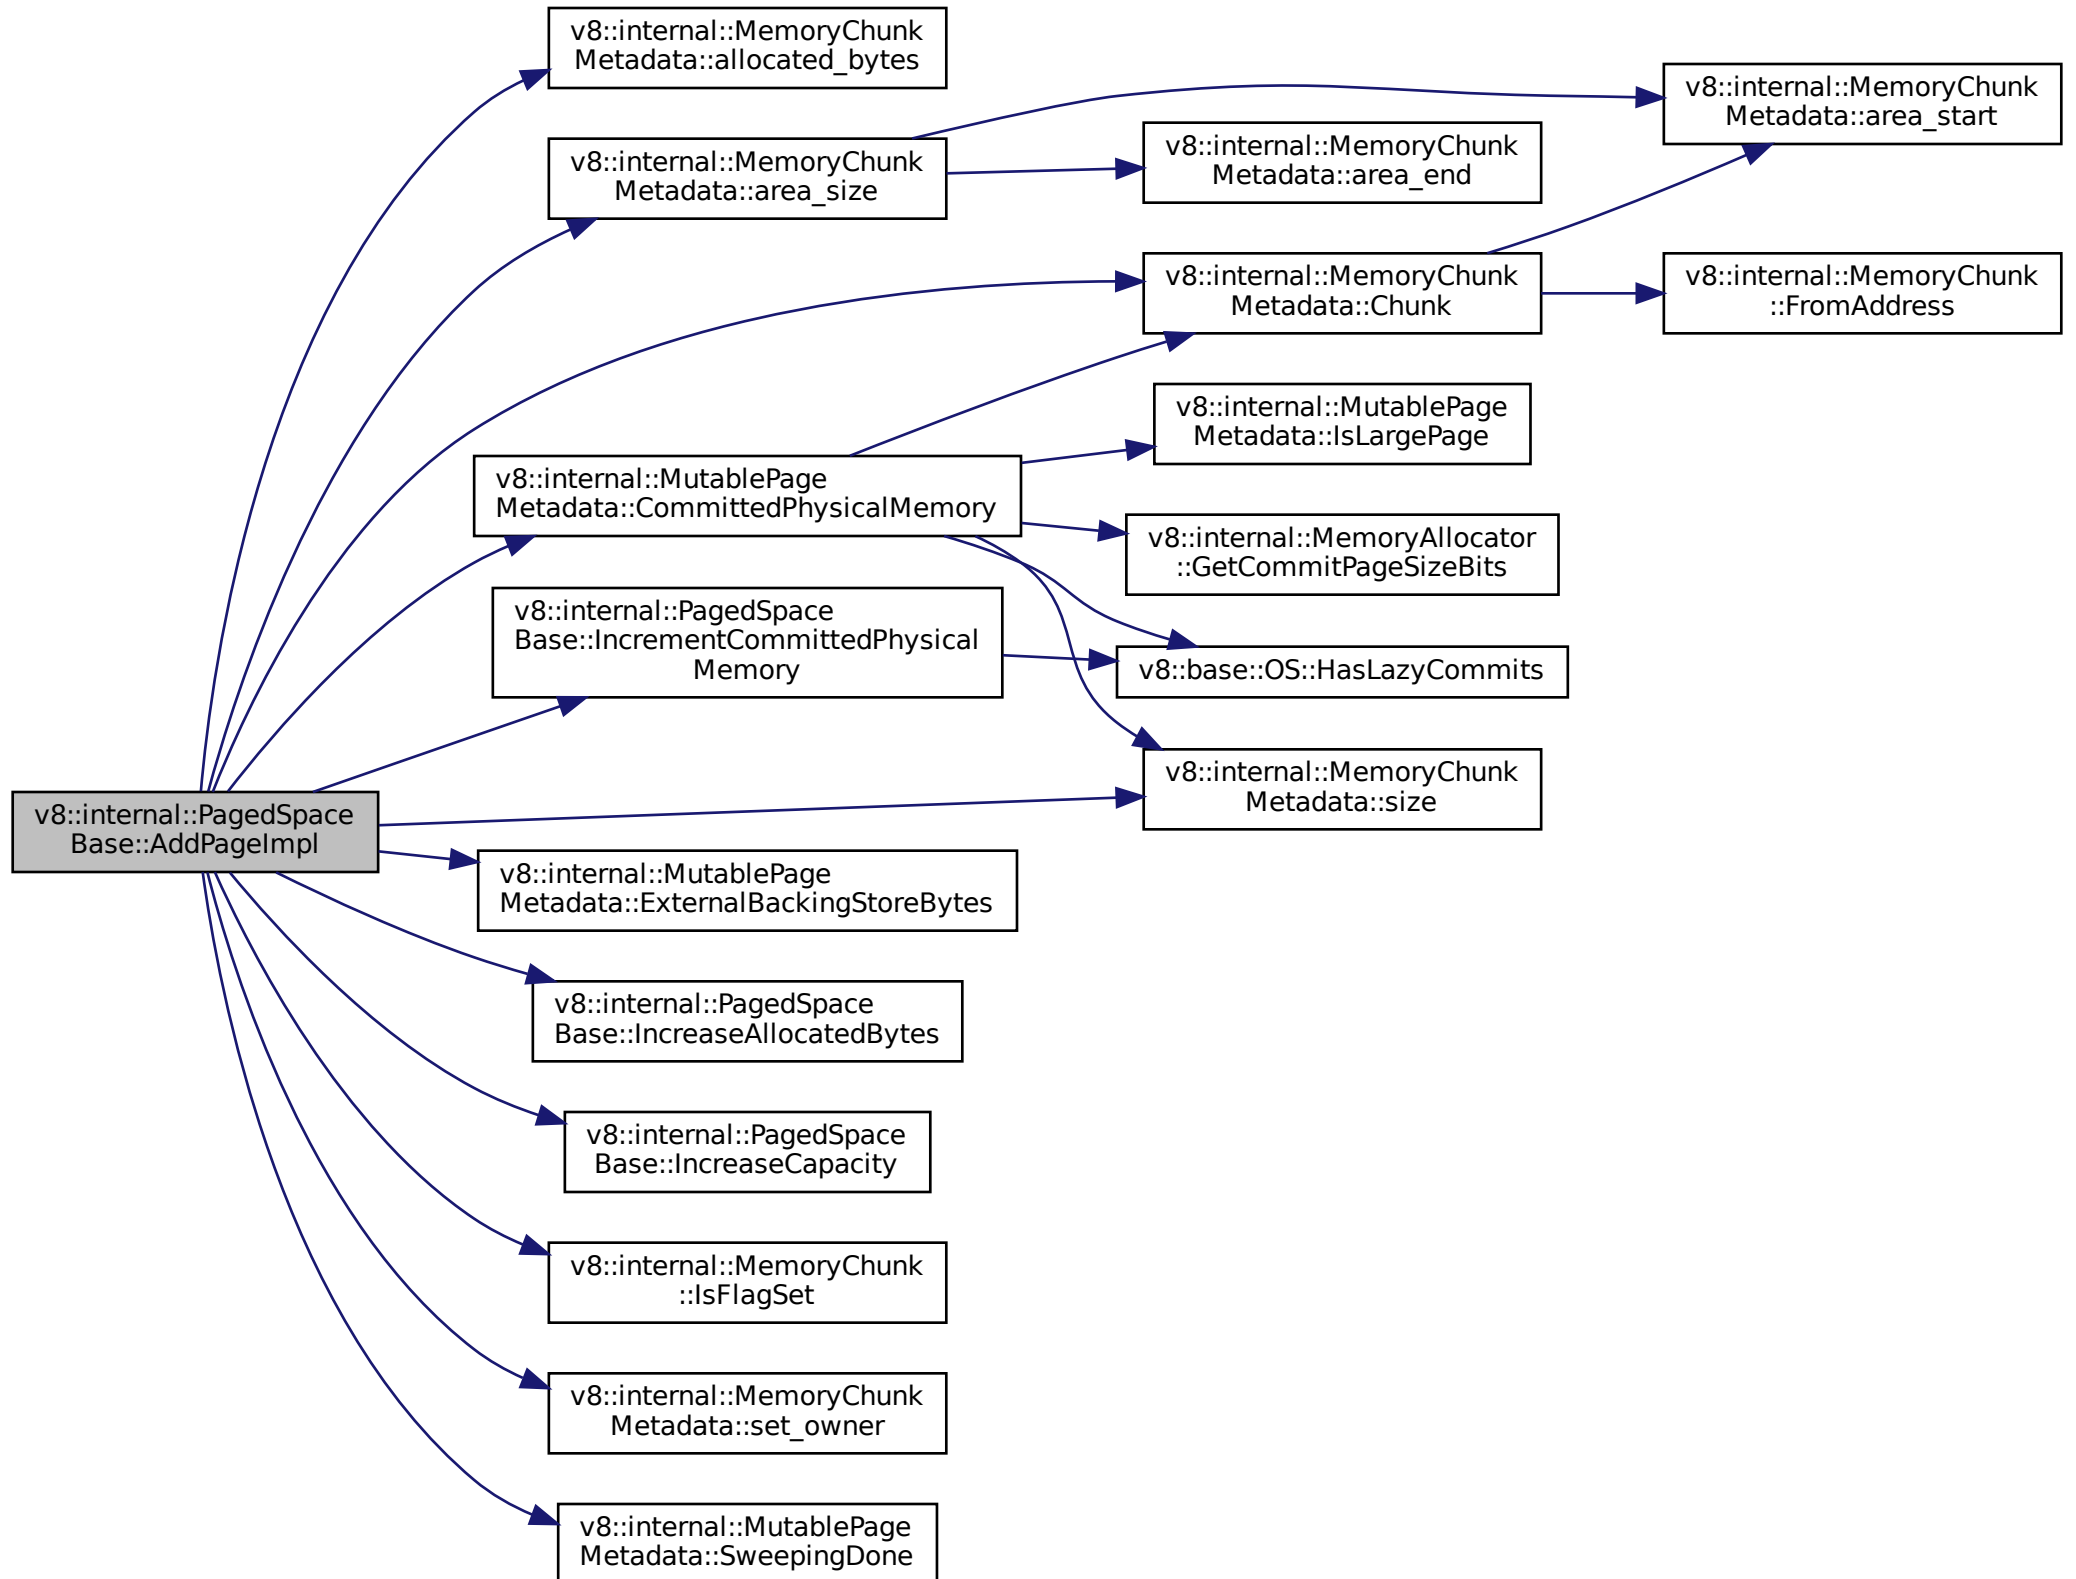 v8::internal::MemoryChunk
Metadata::allocated_bytes
v8::internal::MemoryChunk
Metadata::area_start
v8::internal::MemoryChunk
Metadata::area_size
v8::internal::MemoryChunk
Metadata::area_end
v8::internal::MemoryChunk
Metadata::Chunk
v8::internal::MemoryChunk
::FromAddress
v8::internal::MutablePage
Metadata::IsLargePage
v8::internal::MutablePage
Metadata::CommittedPhysicalMemory
v8::internal::MemoryAllocator
::GetCommitPageSizeBits
v8::internal::PagedSpace
Base::IncrementCommittedPhysical
Memory
v8::base::OS::HasLazyCommits
v8::internal::MemoryChunk
Metadata::size
v8::internal::PagedSpace
Base::AddPageImpl
v8::internal::MutablePage
Metadata::ExternalBackingStoreBytes
v8::internal::PagedSpace
Base::IncreaseAllocatedBytes
v8::internal::PagedSpace
Base::IncreaseCapacity
v8::internal::MemoryChunk
::IsFlagSet
v8::internal::MemoryChunk
Metadata::set_owner
v8::internal::MutablePage
Metadata::SweepingDone